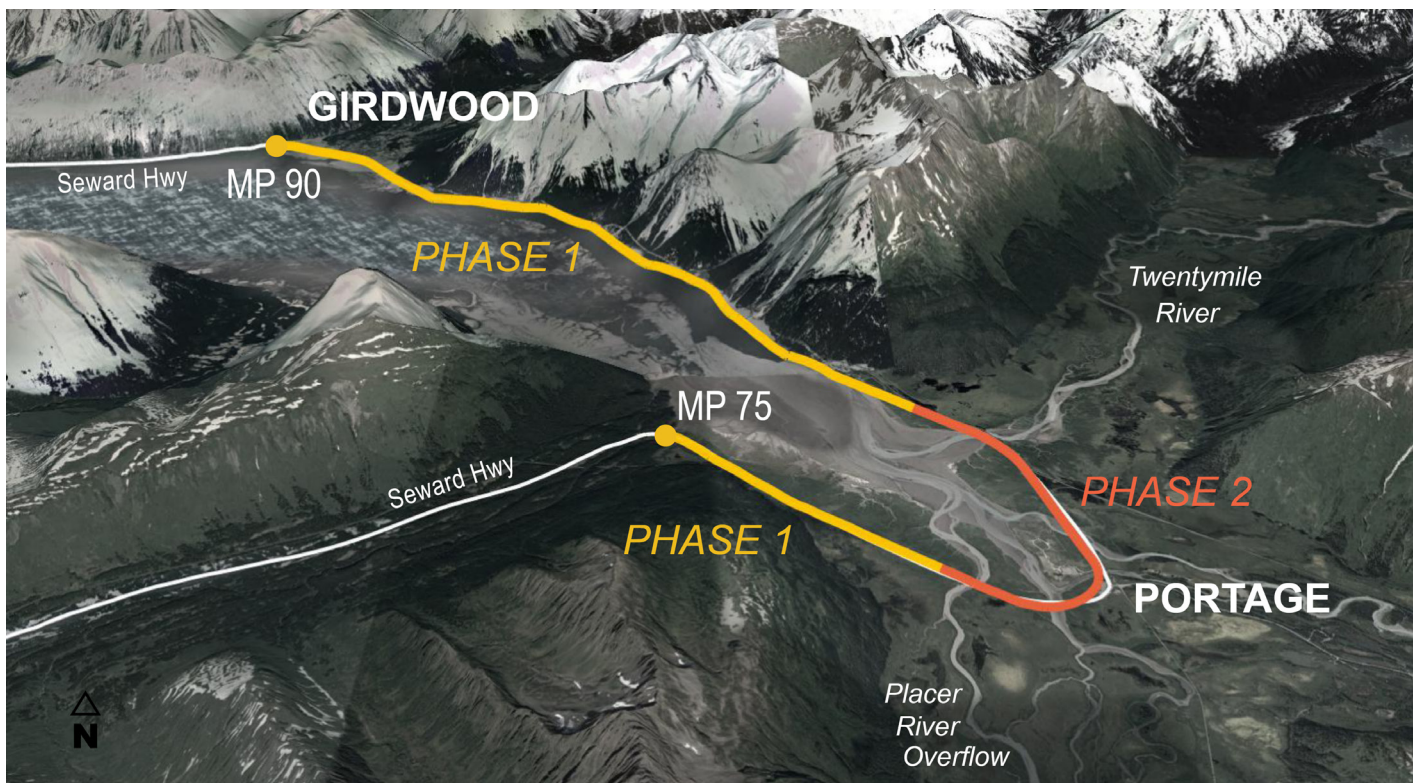 GIRDWOOD
Seward Hwy
MP 90
PHASE 1
Twentymile
River
MP 75
Seward Hwy
PHASE 2
PHASE 1
PORTAGE
Placer
River
Overflow
N